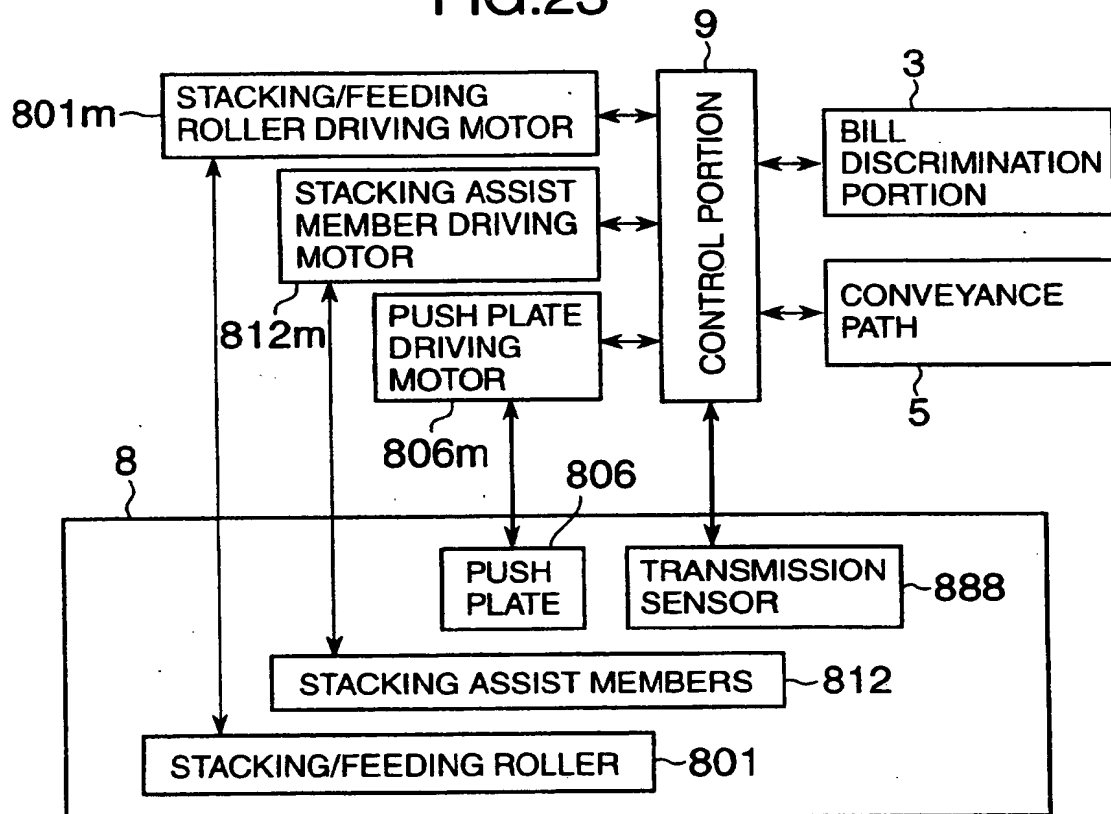 FIG.23
9
3
801m
STACKING/FEEDING
ROLLER DRIVING MOTOR
CONTROL PORTION
BILL
DISCRIMINATION
PORTION
STACKING ASSIST
MEMBER DRIVING
MOTOR
812m
PUSH PLATE
DRIVING
MOTOR
CONVEYANCE
PATH
5
806m
8
806
PUSH
PLATE
TRANSMISSION
SENSOR
888
STACKING ASSIST MEMBERS
812
STACKING/FEEDING ROLLER
801